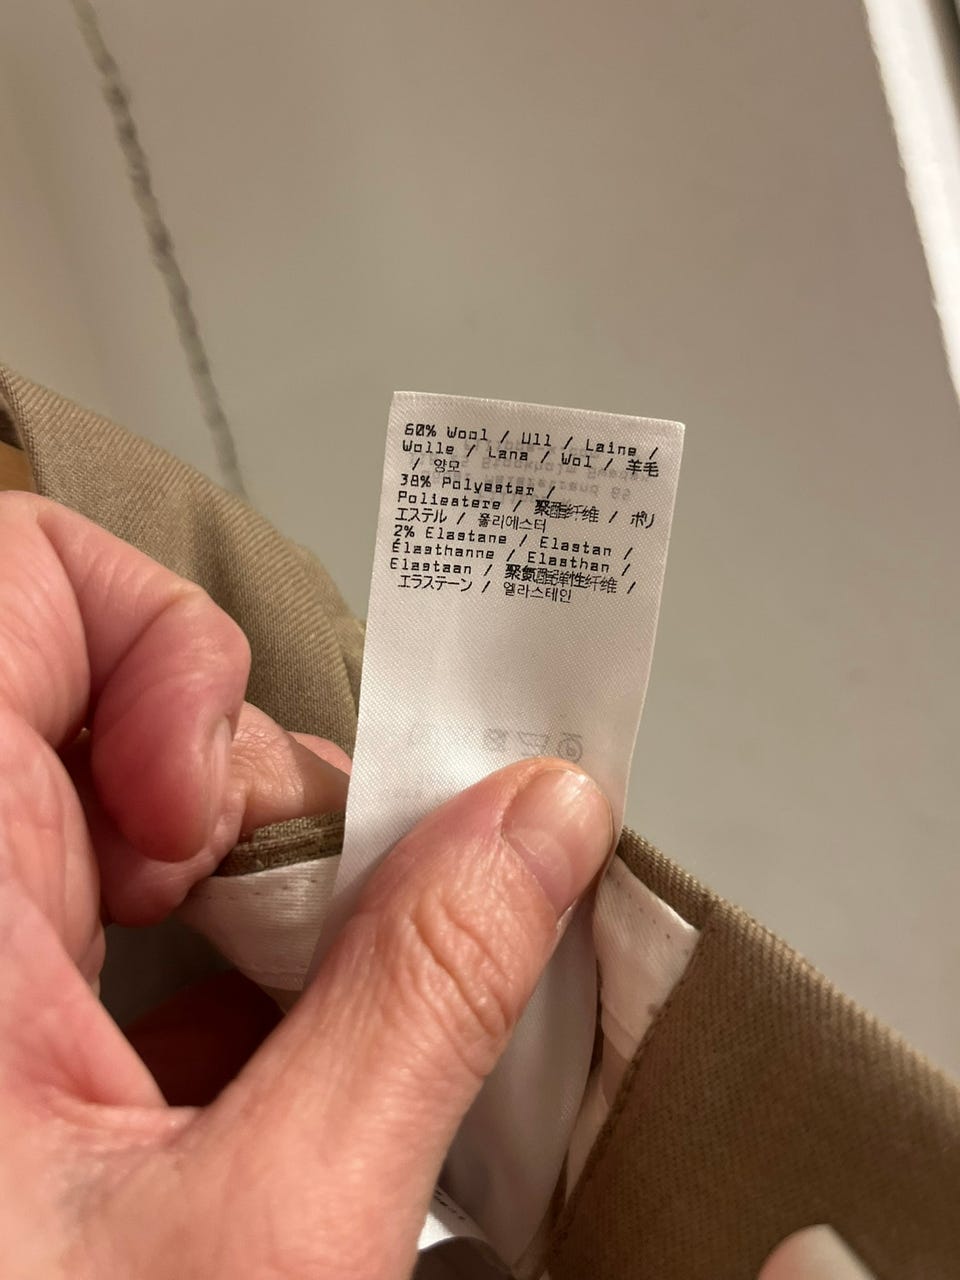 60% Wool / Ull / Laine /
Wolle / Lana / Wol / 羊毛
/ 양모
38% Polyester /
Poliestere / 聚酯纤维 / ポリ
エステル / 폴리에스터
2% Elastane / Elastan /
Élasthanne / Elasthan /
Elastaan / 聚氨酯弹性纤维 /
エラステーン / 엘라스테인